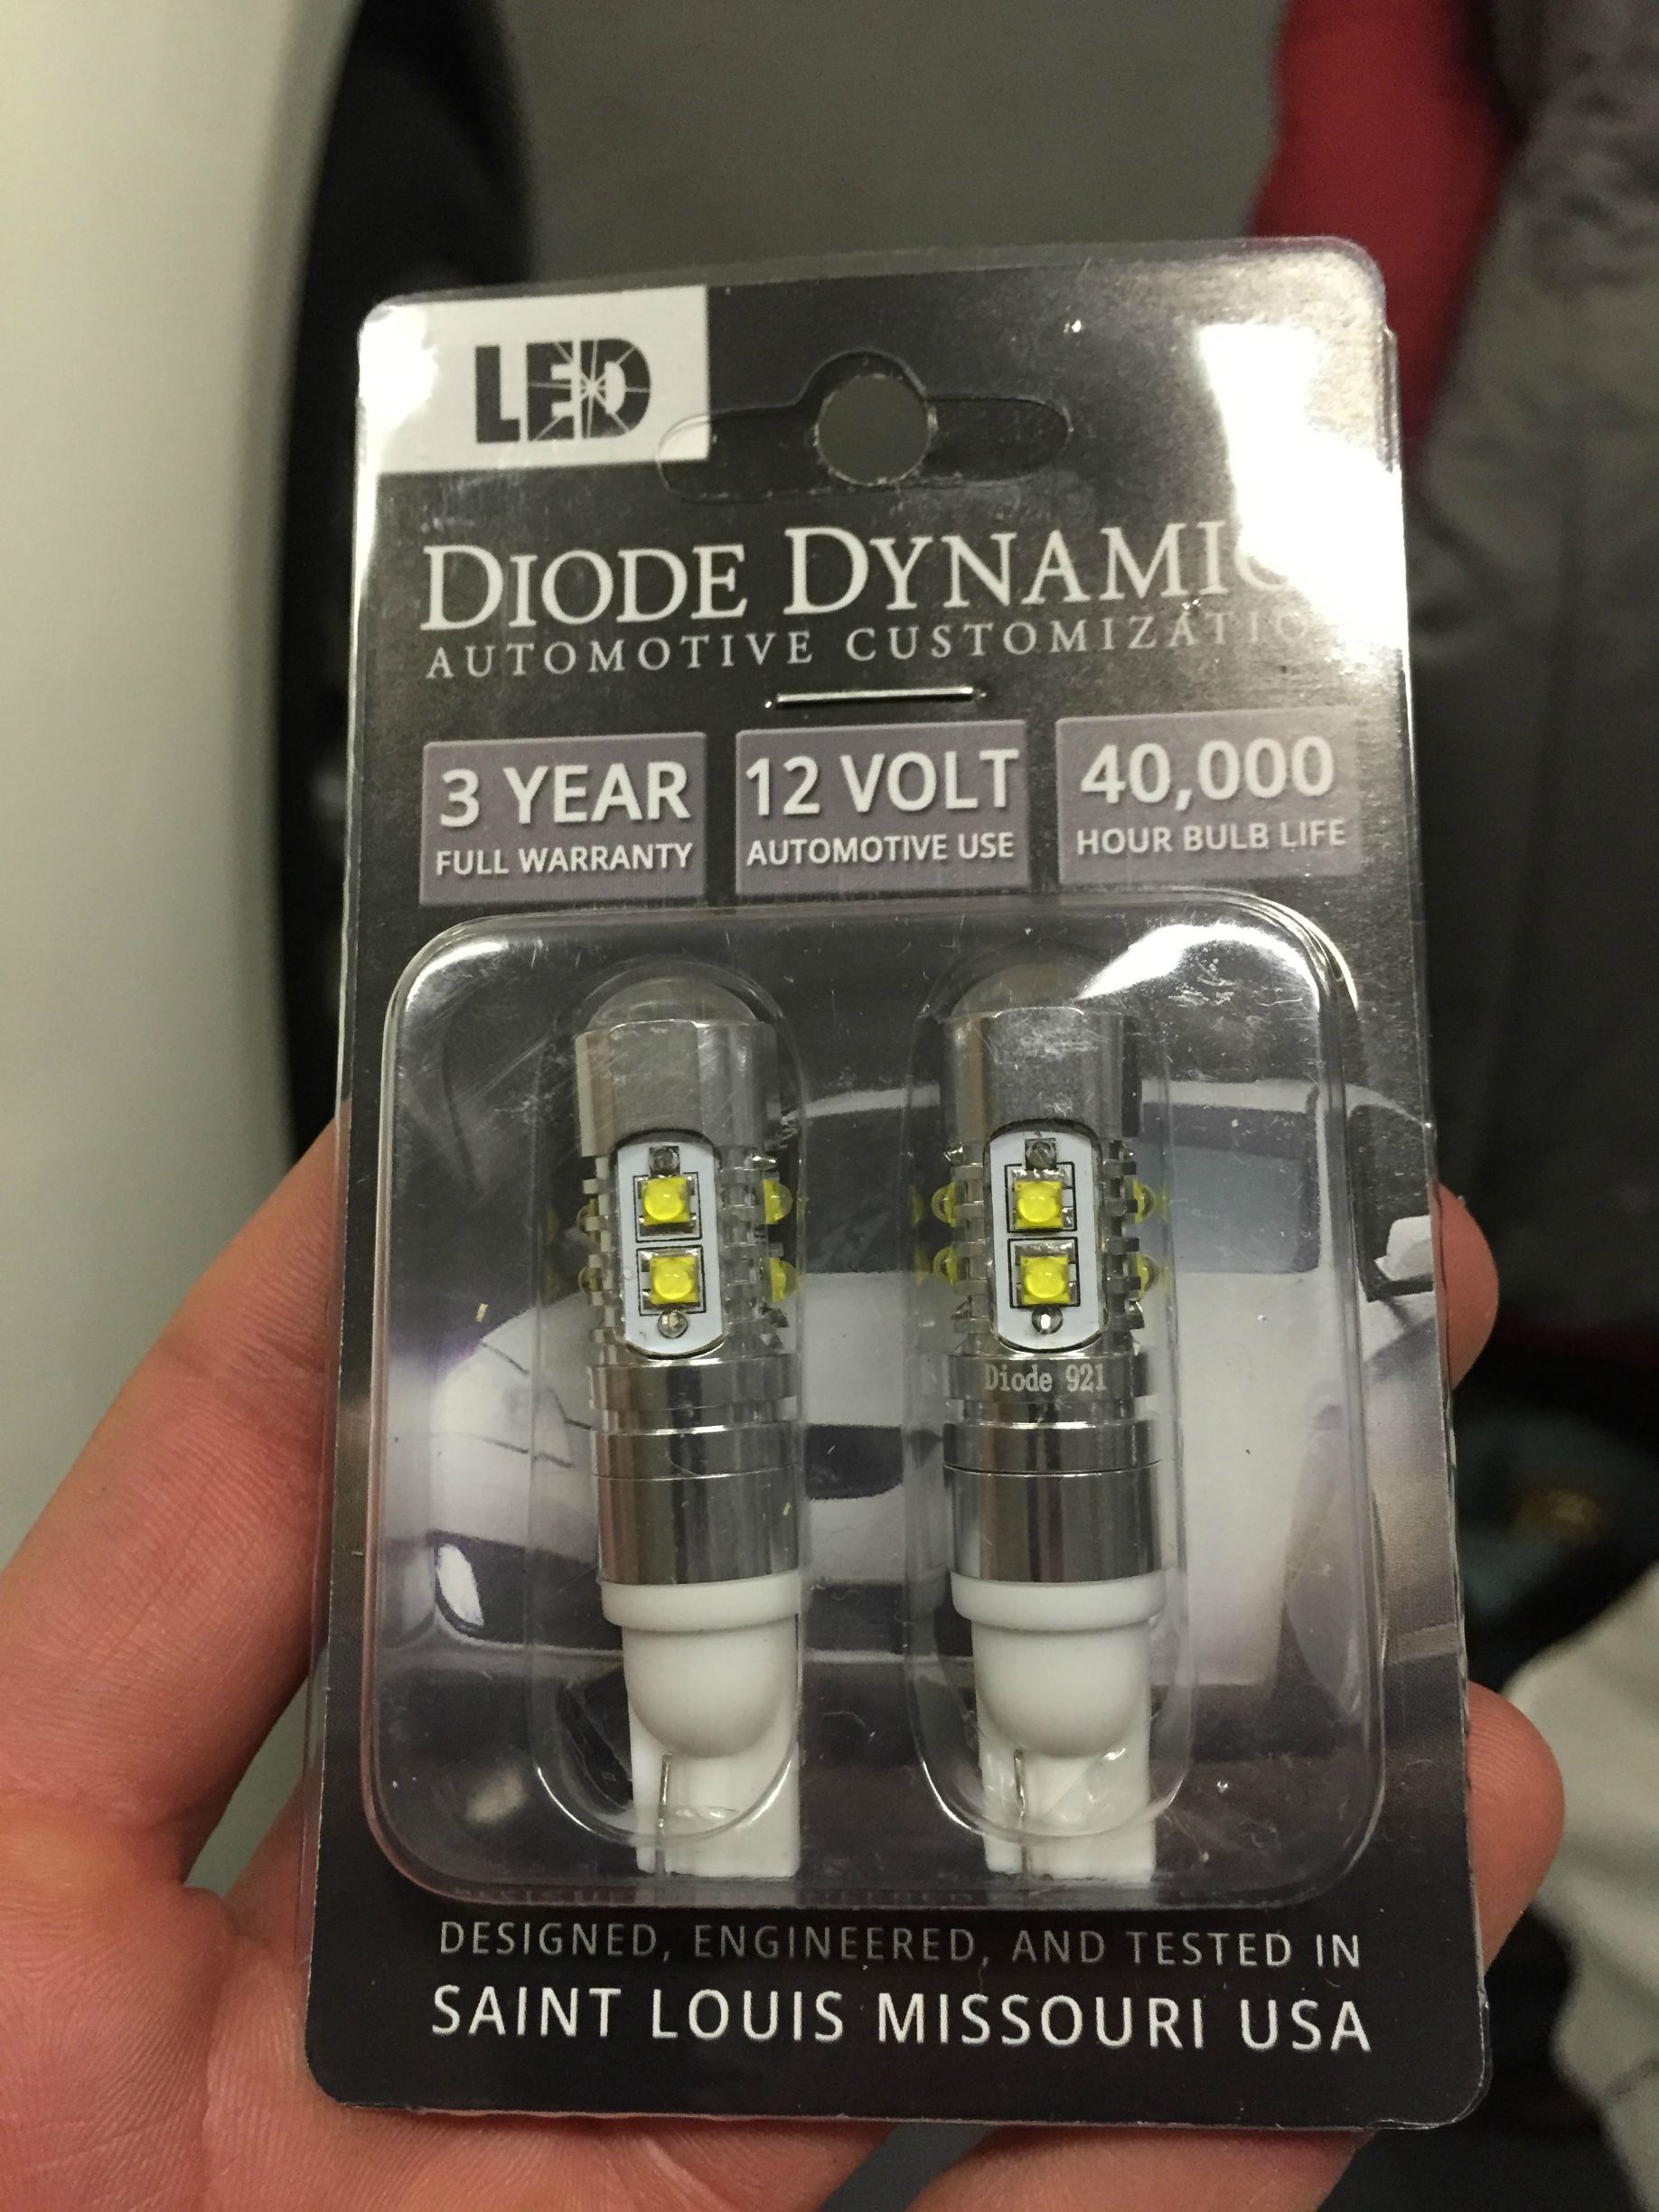 LED
DIODE DYNAMIC
AUTOMOTIVE CUSTOMIZATIO
3 YEAR
FULL WARRANTY
12 VOLT
AUTOMOTIVE USE
40,000
HOUR BULB LIFE
Diode 921
DESIGNED, ENGINEERED, AND TESTED IN
SAINT LOUIS MISSOURI USA